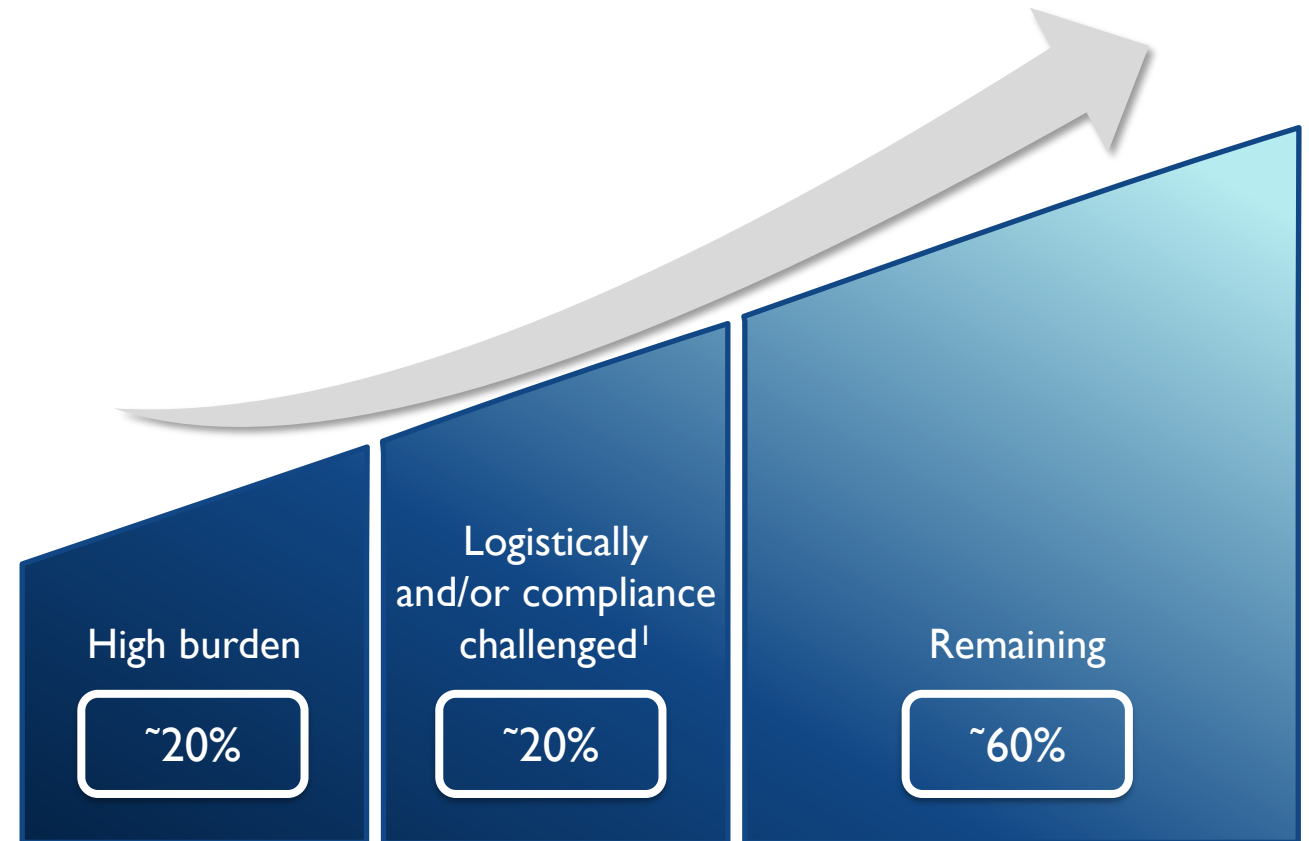 High burden
~20%
Logistically
and/or compliance
challenged¹
~20%
Remaining
~60%